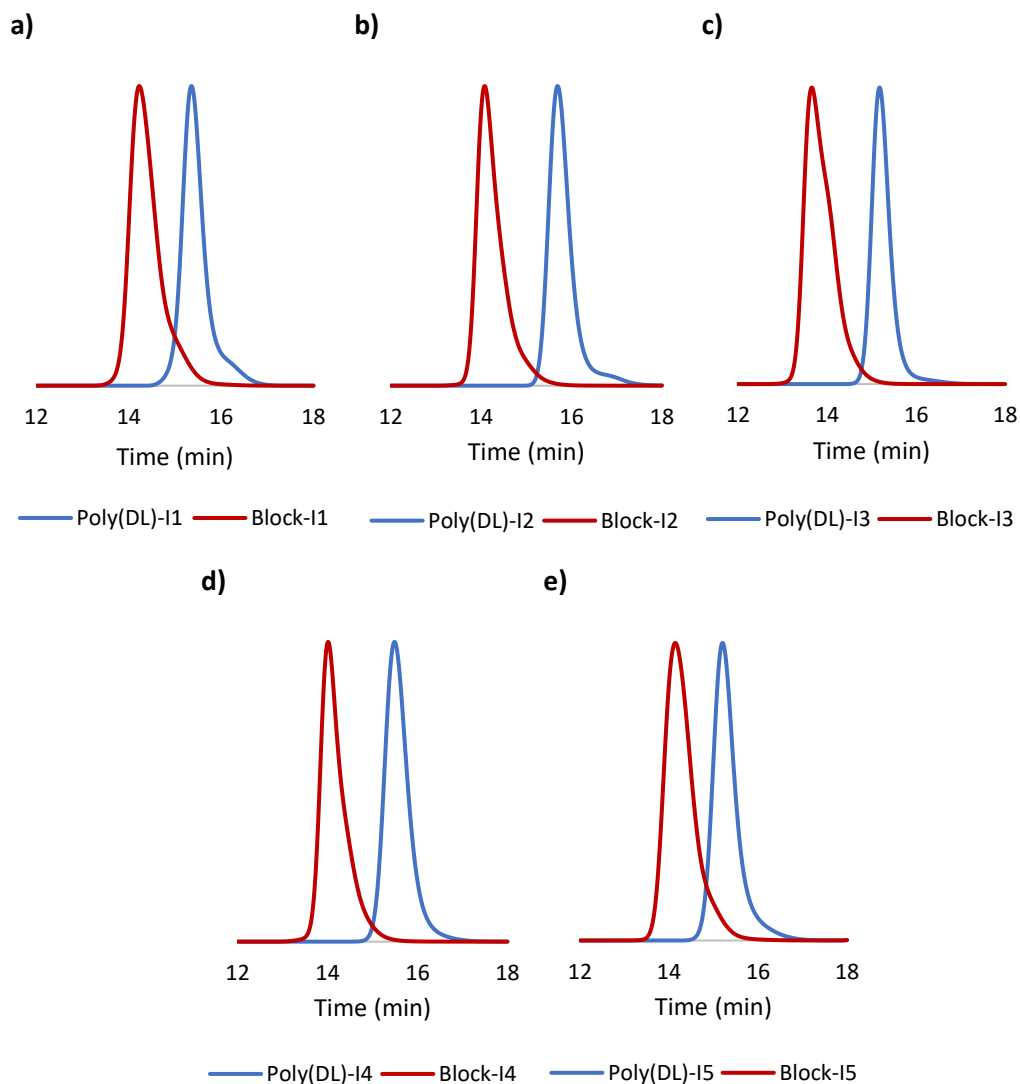 a)
b)
c)
12 14 16 18
12 14 16 18
12 14 16 18
Time (min)
Time (min)
Time (min)
Poly(DL)-I1 Block-I1
Poly(DL)-I2 Block-I2
Poly(DL)-I3 Block-I3
d)
e)
12 14 16 18
12 14 16 18
Time (min)
Time (min)
Poly(DL)-I4 Block-I4
Poly(DL)-I5 Block-I5